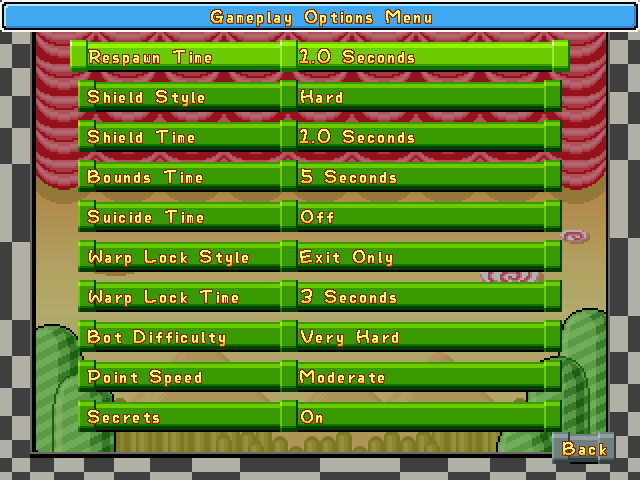 Gameplay Options Menu
Respawn Time 1.0 Seconds
Shield Style Hard
Shield Time 1.0 Seconds
Bounds Time 5 Seconds
Suicide Time Off
Warp Lock Style Exit Only
Warp Lock Time 3 Seconds
Bot Difficulty Very Hard
Point Speed Moderate
Secrets On
Back